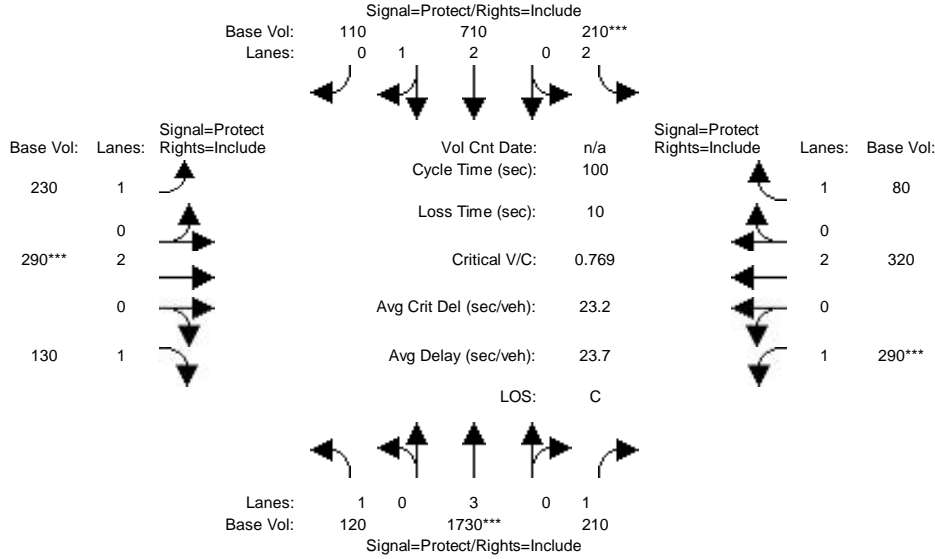 Signal=Protect/Rights=Include
Base Vol: 110 710 210***
Lanes: 0 1 2 0 2
Signal=Protect Signal=Protect
Base Vol: Lanes: Rights=Include Vol Cnt Date: n/a Rights=Include Lanes: Base Vol:
Cycle Time (sec): 100
230 1 1 80
Loss Time (sec): 10
0 0
290*** 2 Critical V/C: 0.769 2 320
0 Avg Crit Del (sec/veh): 23.2 0
130 1 Avg Delay (sec/veh): 23.7 1 290***
LOS: C
Lanes: 1 0 3 0 1
Base Vol: 120 1730*** 210
Signal=Protect/Rights=Include